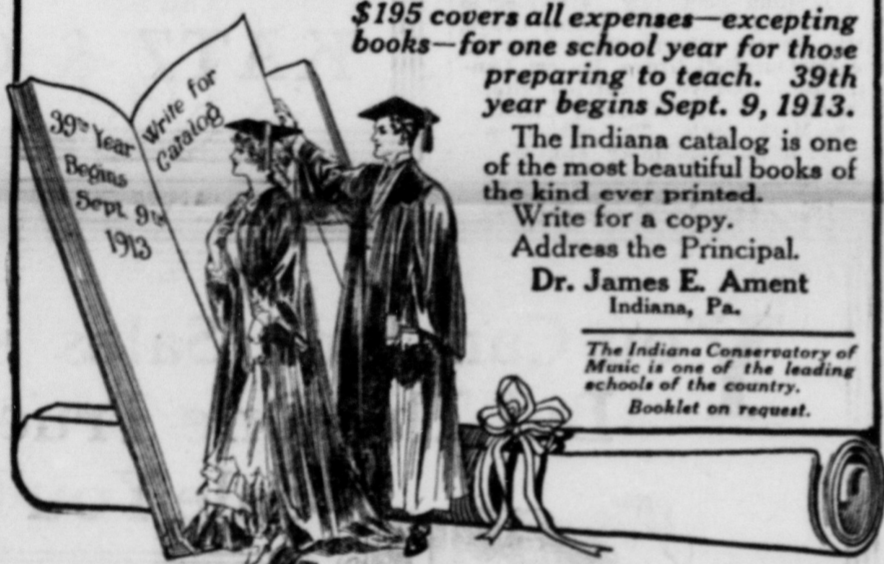 $195 covers all expenses—excepting
books—for one school year for those
preparing to teach. 39th
year begins Sept. 9, 1913.
The Indiana catalog is one
of the most beautiful books of
the kind ever printed.
Write for a copy.
Address the Principal.
Dr. James E. Ament
Indiana, Pa.
The Indiana Conservatory of
Music is one of the leading
schools of the country.
Booklet on request.
39th Year
Begins
Sept. 9th
1913
Write for
Catalog